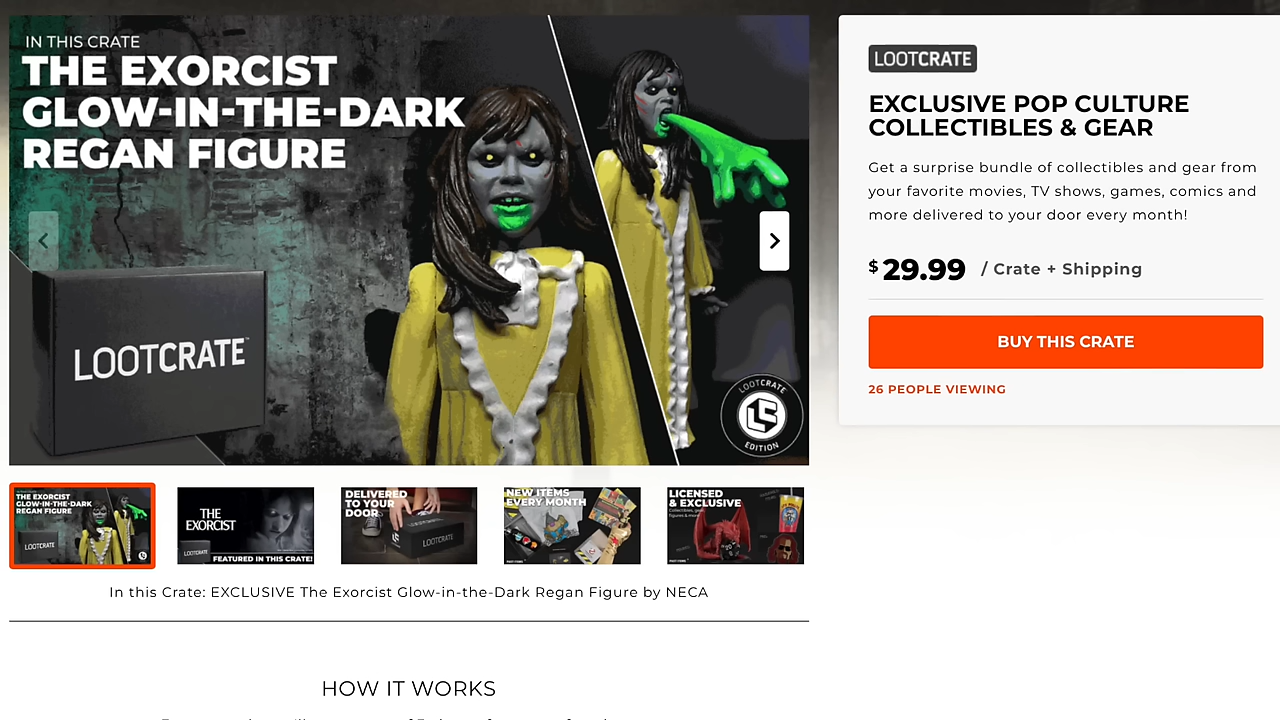 IN THIS CRATE
THE EXORCIST
GLOW-IN-THE-DARK
REGAN FIGURE
LOOTCRATE
LOOTCRATE
EDITION
THE EXORCIST
GLOW-IN-THE-DARK
REGAN FIGURE
LOOTCRATE
THE
EXORCIST
LOOTCRATE
FEATURED IN THIS CRATE!
DELIVERED
TO YOUR
DOOR
LOOTCRATE
NEW ITEMS
EVERY MONTH
LICENSED
& EXCLUSIVE
Collectibles, gear,
figures & more
In this Crate: EXCLUSIVE The Exorcist Glow-in-the-Dark Regan Figure by NECA
HOW IT WORKS
LOOTCRATE
EXCLUSIVE POP CULTURE
COLLECTIBLES & GEAR
Get a surprise bundle of collectibles and gear from
your favorite movies, TV shows, games, comics and
more delivered to your door every month!
$29.99 / Crate + Shipping
BUY THIS CRATE
26 PEOPLE VIEWING